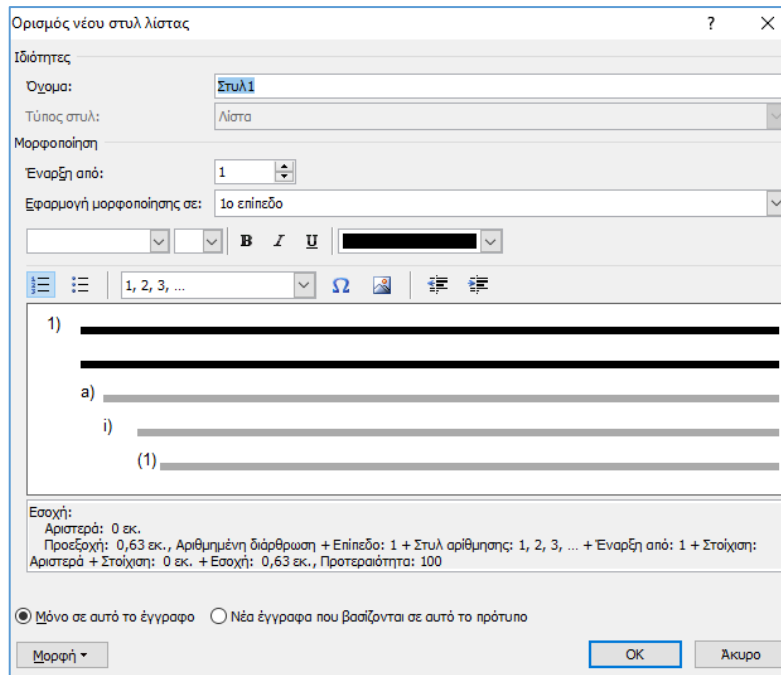 Ορισμός νέου στυλ λίστας ? ×
Ιδιότητες
Όνομα: Στυλ1
Τύπος στυλ: Λίστα
Μορφοποίηση
Έναρξη από: 1
Εφαρμογή μορφοποίησης σε: 1ο επίπεδο
B I U
1, 2, 3, ... Ω
1)
a)
i)
(1)
Εσοχή:
Αριστερά: 0 εκ.
Προεξοχή: 0,63 εκ., Αριθμημένη διάρθρωση + Επίπεδο: 1 + Στυλ αρίθμησης: 1, 2, 3, ... + Έναρξη από: 1 + Στοίχιση:
Αριστερά + Στοίχιση: 0 εκ. + Εσοχή: 0,63 εκ., Προτεραιότητα: 100
Μόνο σε αυτό το έγγραφο Νέα έγγραφα που βασίζονται σε αυτό το πρότυπο
Μορφή OK Άκυρο